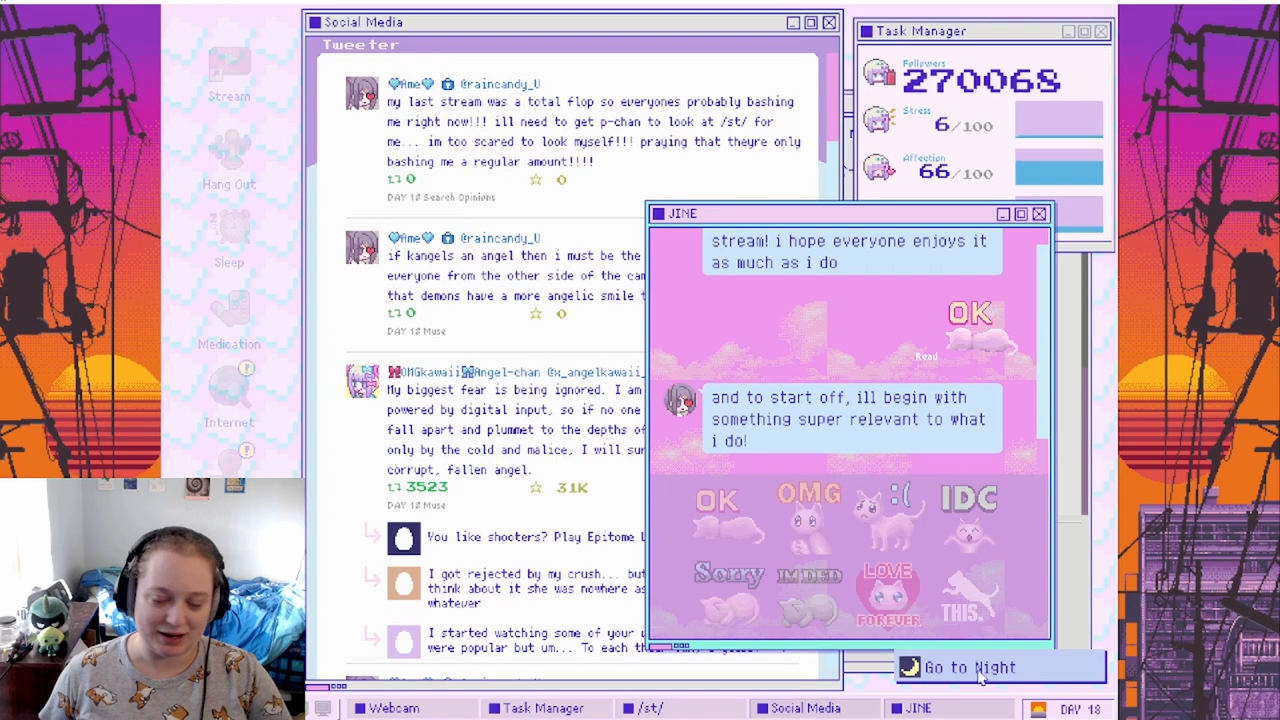 Stream
Hang Out
Sleep
Medication
Internet
Social Media
Tweeter
♡Ame♡ @raincandy_U
my last stream was a total flop so everyones probably bashing
me right now!!! ill need to get p-chan to look at /st/ for
me... im too scared to look myself!!! praying that theyre only
bashing me a regular amount!!!!
0 0
DAY 18 Search Opinions
♡Ame♡ @raincandy_U
if kangels an angel then i must be the
everyone from the other side of the cam
that demons have a more angelic smile t
0 0
DAY 18 Muse
OMGkawaii Angel-chan @x_angelkawaii_
My biggest fear is being ignored. I am
powered by digital input, so if no one
fall apart and plummet to the depths of
only by the cold and malice, I will sur
corrupt, fallen angel.
3523 31K
DAY 18 Muse
You like shooters? Play Epitome
I got rejected by my crush... but
think about it she was nowhere as
whatever
I started watching some of your
were popular but um... To each
Task Manager
Followers
270068
Stress
6/100
Affection
66/100
JINE
stream! i hope everyone enjoys it
as much as i do
OK
Read
and to start off, ill begin with
something super relevant to what
i do!
OK OMG :( IDC
Sorry LOVE FOREVER THIS.
Go to Night
Webcam Task Manager /st/ Social Media JINE DAY 18